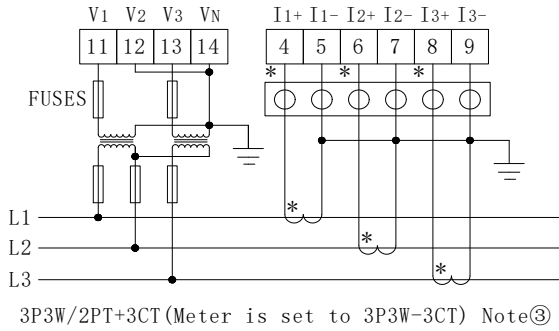 V1 V2 V3 VN I1+ I1- I2+ I2- I3+ I3-
11 12 13 14 4 5 6 7 8 9
* * *
FUSES
L1 *
L2 *
L3 *
3P3W/2PT+3CT(Meter is set to 3P3W-3CT) Note③